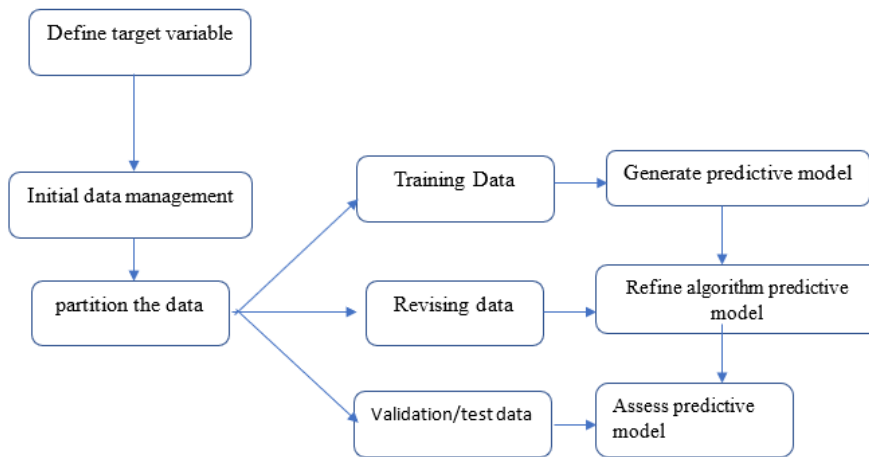 Define target variable
Initial data management
partition the data
Training Data
Generate predictive model
Revising data
Refine algorithm predictive
model
Validation/test data
Assess predictive
model